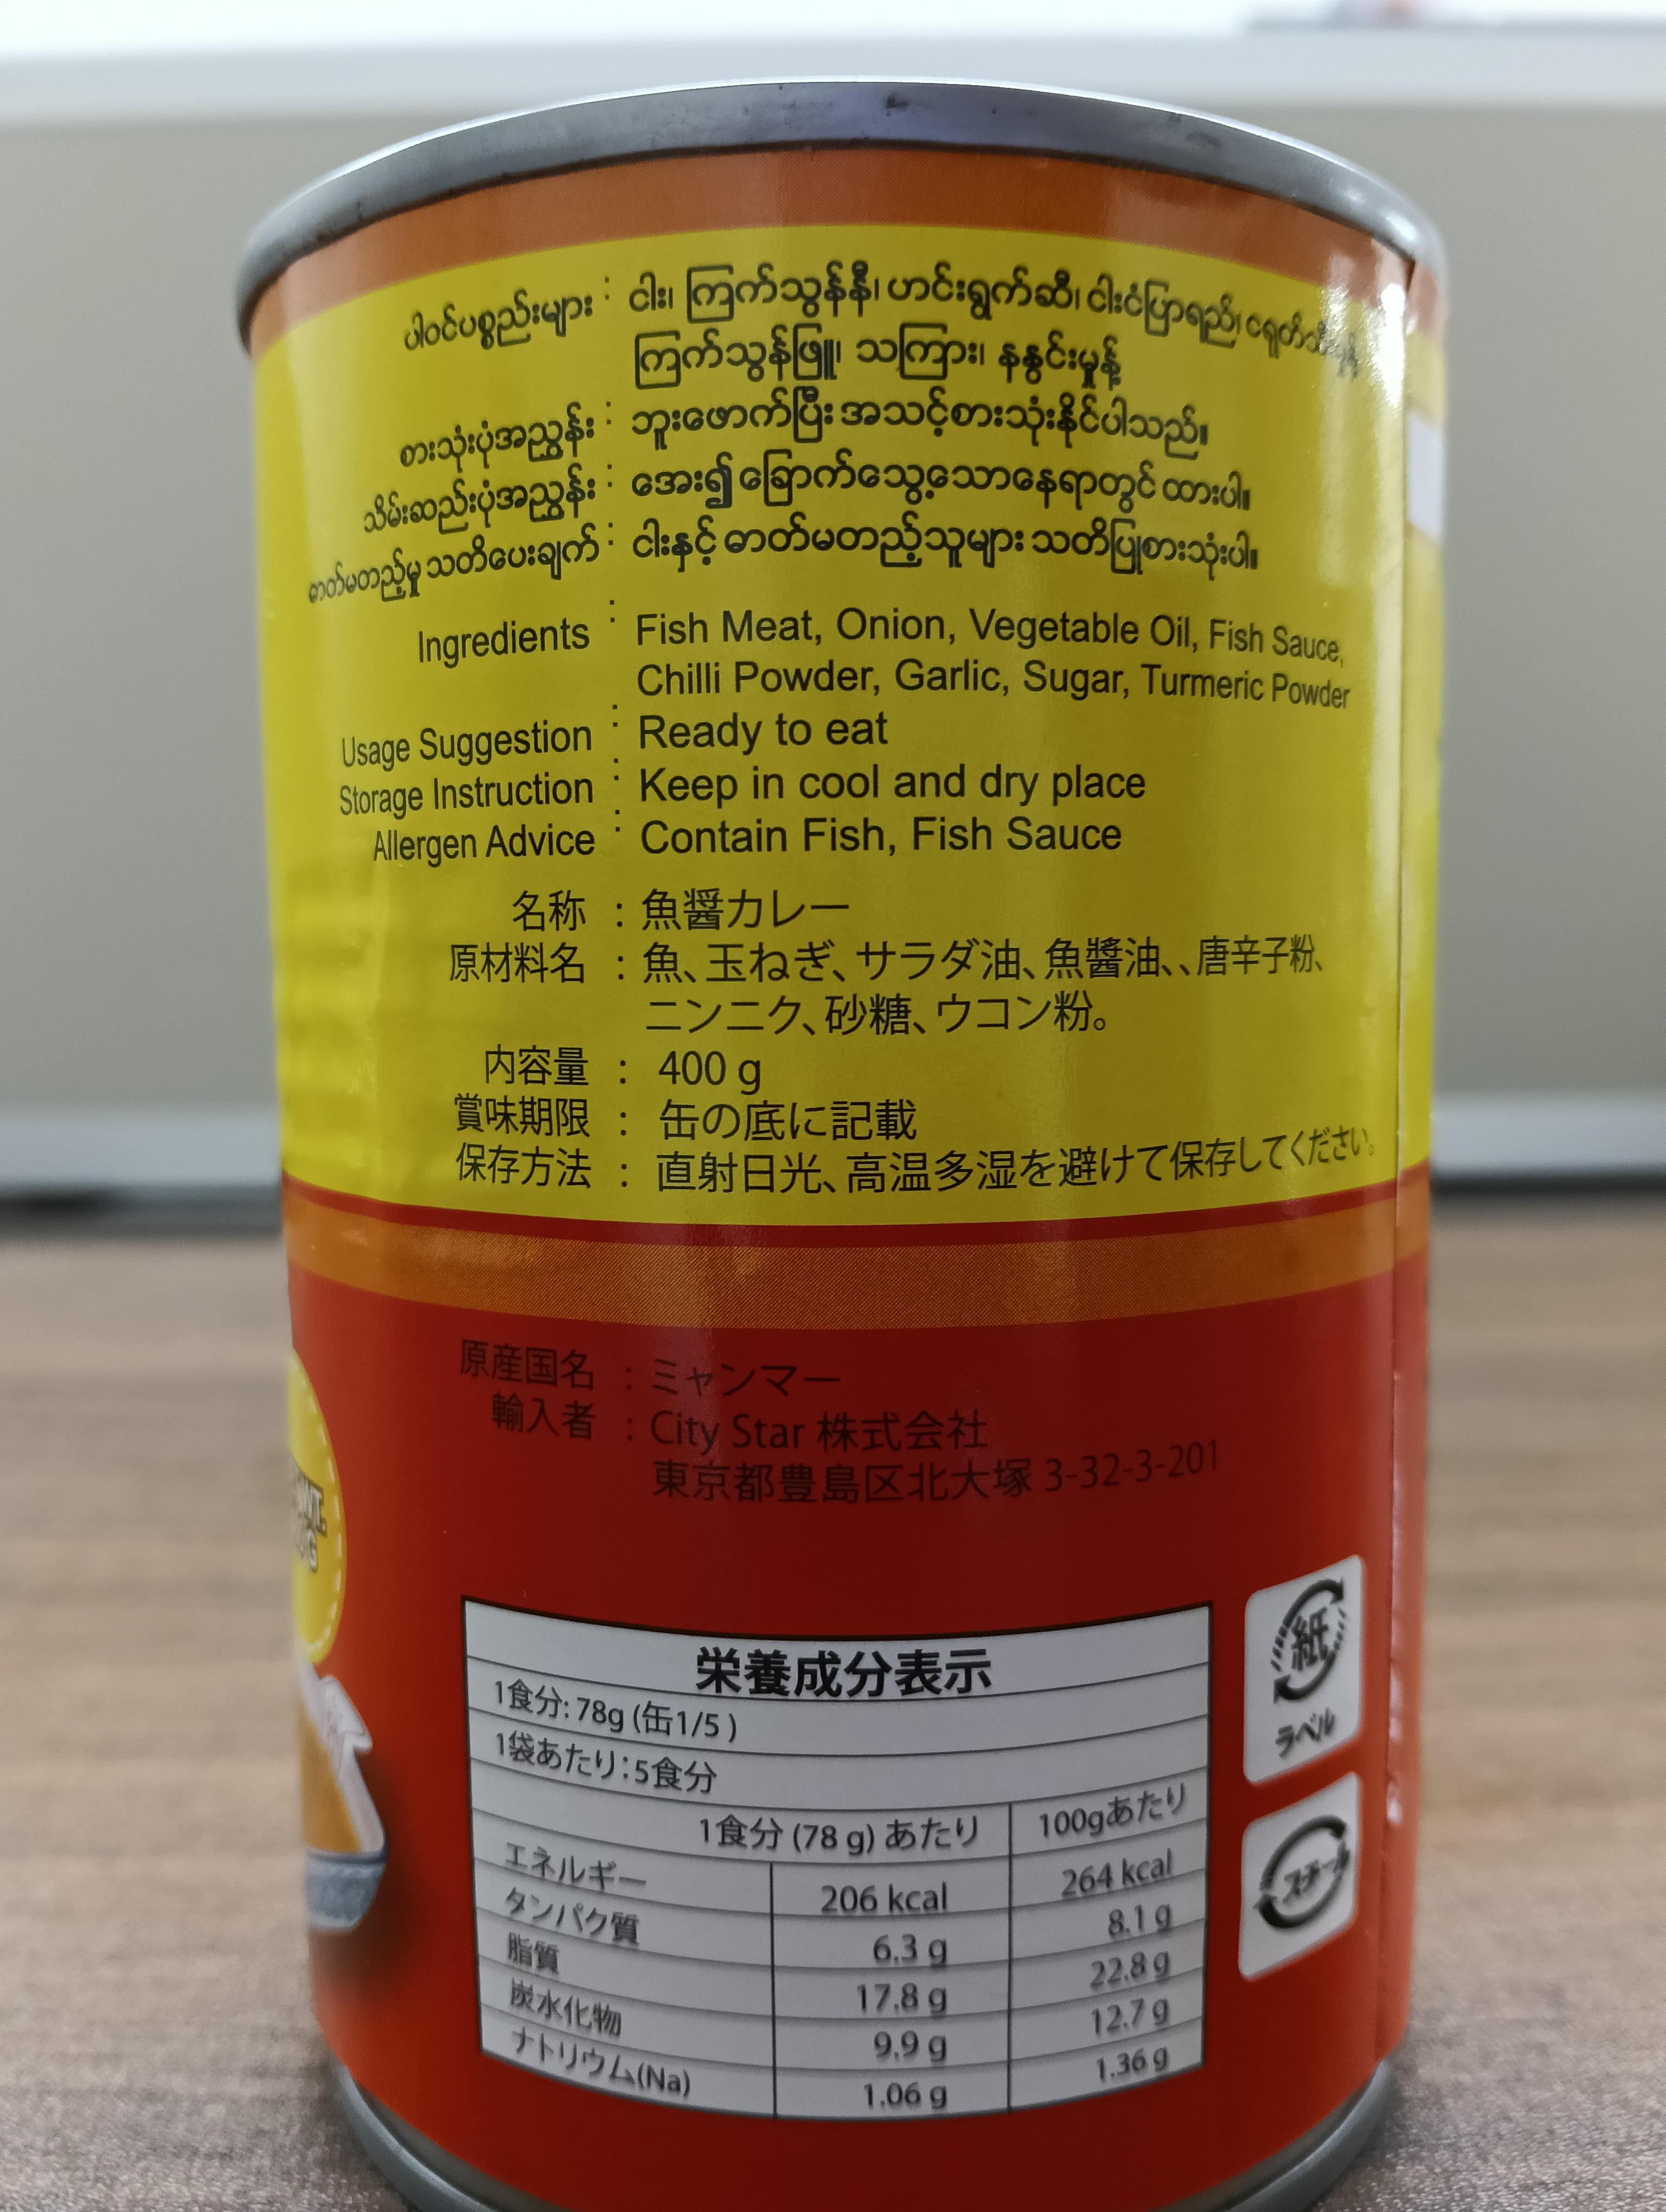 ပါဝင်ပစ္စည်းများ : ငါး၊ ကြက်သွန်နီ၊ ဟင်းရွက်ဆီ၊ ငါးငံပြာရည်၊ ငရုတ်သီးမှုန့်
ကြက်သွန်ဖြူ၊ သကြား၊ နနွင်းမှုန့်
စားသုံးပုံအညွှန်း : ဘူးဖောက်ပြီး အသင့်စားသုံးနိုင်ပါသည်။
သိမ်းဆည်းပုံအညွှန်း : အေး၍ ခြောက်သွေ့သောနေရာတွင် ထားပါ။
ဓာတ်မတည့်မှု သတိပေးချက် : ငါးနှင့် ဓာတ်မတည့်သူများ သတိပြုစားသုံးပါ။
Ingredients : Fish Meat, Onion, Vegetable Oil, Fish Sauce,
Chilli Powder, Garlic, Sugar, Turmeric Powder
Usage Suggestion : Ready to eat
Storage Instruction : Keep in cool and dry place
Allergen Advice : Contain Fish, Fish Sauce
名称 : 魚醤カレー
原材料名 : 魚、玉ねぎ、サラダ油、魚醬油、、唐辛子粉、
ニンニク、砂糖、ウコン粉。
内容量 : 400 g
賞味期限 : 缶の底に記載
保存方法 : 直射日光、高温多湿を避けて保存してください。
原産国名 : ミャンマー
輸入者 : City Star 株式会社
東京都豊島区北大塚 3-32-3-201
栄養成分表示
1食分: 78g (缶1/5 )
1袋あたり：5食分
1食分 (78 g) あたり 100gあたり
エネルギー 206 kcal 264 kcal
タンパク質 6.3 g 8.1 g
脂質 17.8 g 22.8 g
炭水化物 9.9 g 12.7 g
ナトリウム(Na) 1.06 g 1.36 g
紙
ラベル
スチール